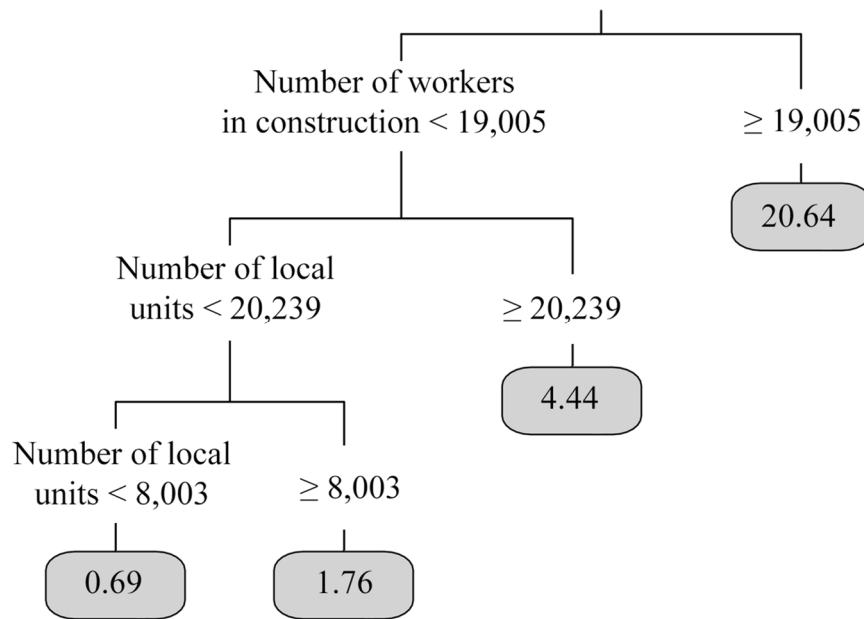 Number of workers
in construction < 19,005
≥ 19,005
20.64
Number of local
units < 20,239
≥ 20,239
4.44
Number of local
units < 8,003
≥ 8,003
0.69
1.76